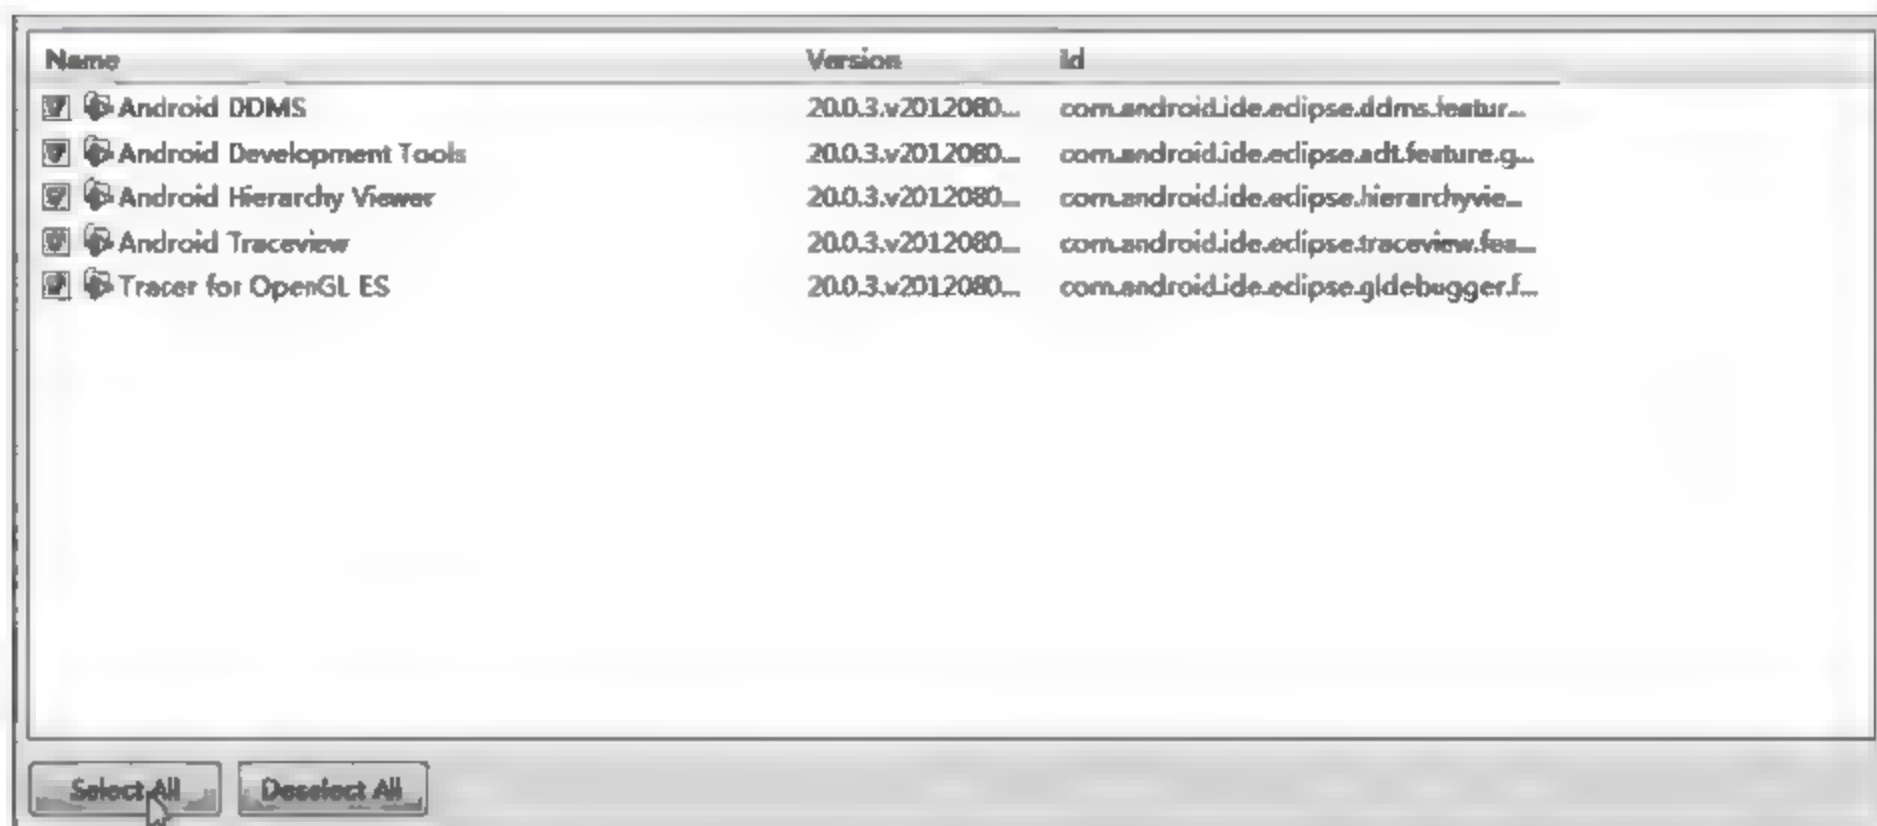 Name Version Id
Android DDMS 20.0.3.v2012080... com.android.ide.eclipse.ddms.featur...
Android Development Tools 20.0.3.v2012080... com.android.ide.eclipse.adt.feature.g...
Android Hierarchy Viewer 20.0.3.v2012080... com.android.ide.eclipse.hierarchyvie...
Android Traceview 20.0.3.v2012080... com.android.ide.eclipse.traceview.fea...
Tracer for OpenGL ES 20.0.3.v2012080... com.android.ide.eclipse.gldebugger.f...
Select All Deselect All